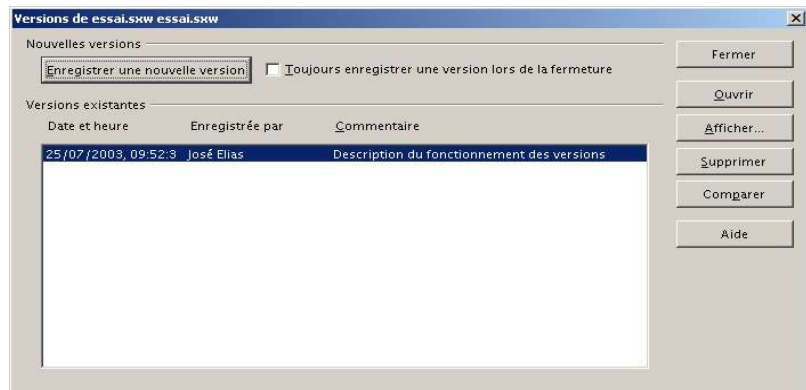 Versions de essai.sxw essai.sxw
Nouvelles versions
Enregistrer une nouvelle version
Toujours enregistrer une version lors de la fermeture
Versions existantes
Date et heure Enregistrée par Commentaire
25/07/2003, 09:52:3 José Elias Description du fonctionnement des versions
Fermer
Ouvrir
Afficher...
Supprimer
Comparer
Aide